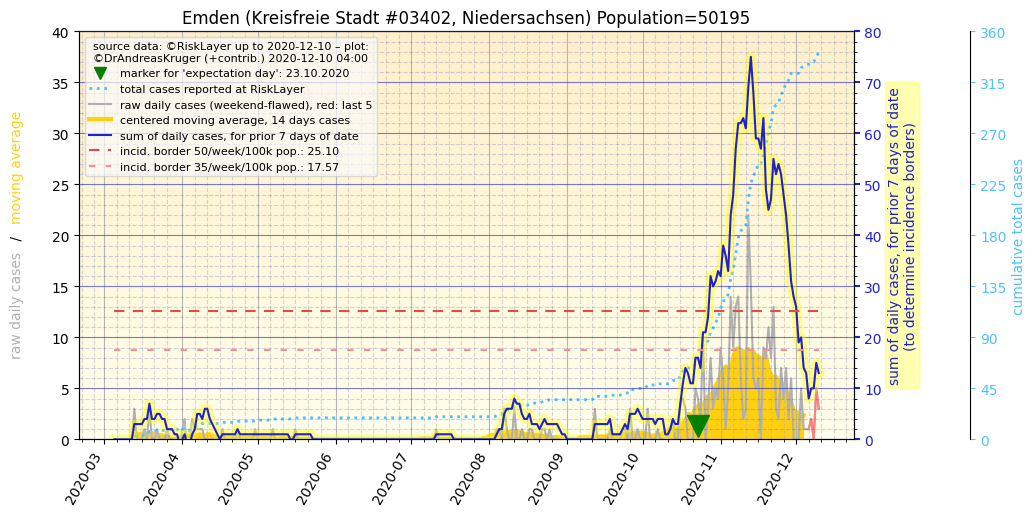 Emden (Kreisfreie Stadt #03402, Niedersachsen) Population=50195
source data: ©RiskLayer up to 2020-12-10 – plot:
©DrAndreasKruger (+contrib.) 2020-12-10 04:00
marker for 'expectation day': 23.10.2020
total cases reported at RiskLayer
raw daily cases (weekend-flawed), red: last 5
centered moving average, 14 days cases
sum of daily cases, for prior 7 days of date
incid. border 50/week/100k pop.: 25.10
incid. border 35/week/100k pop.: 17.57
raw daily cases / moving average
40
35
30
25
20
15
10
5
0
2020-03
2020-04
2020-05
2020-06
2020-07
2020-08
2020-09
2020-10
2020-11
2020-12
80
70
60
50
40
30
20
10
0
sum of daily cases, for prior 7 days of date
(to determine incidence borders)
360
315
270
225
180
135
90
45
0
cumulative total cases